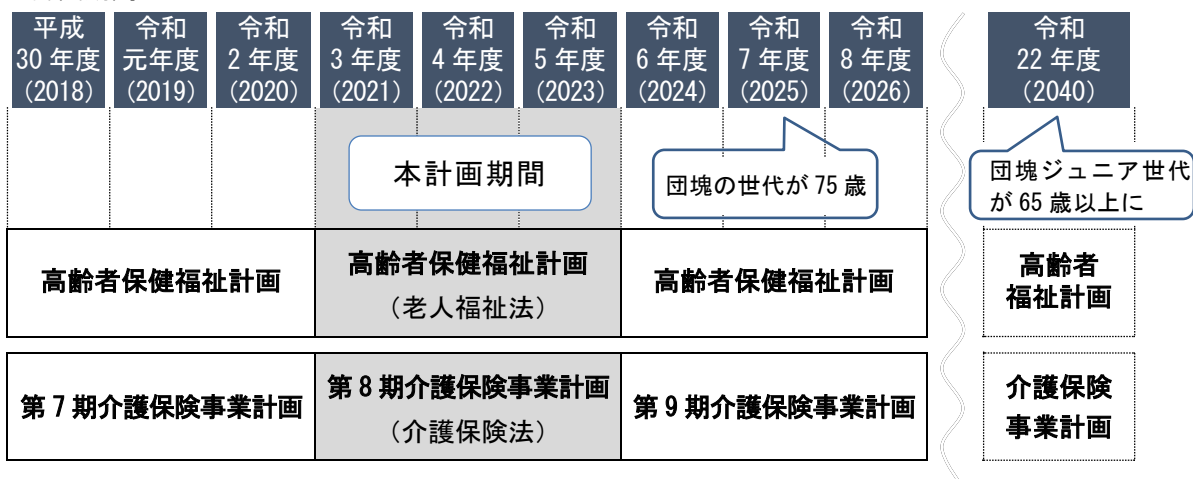 平成
30年度
（2018）
令和
元年度
（2019）
令和
2年度
（2020）
令和
3年度
（2021）
令和
4年度
（2022）
令和
5年度
（2023）
令和
6年度
（2024）
令和
7年度
（2025）
令和
8年度
（2026）
令和
22年度
（2040）
本計画期間
団塊の世代が75歳
団塊ジュニア世代
が65歳以上に
高齢者保健福祉計画
高齢者保健福祉計画
（老人福祉法）
高齢者保健福祉計画
高齢者
福祉計画
第7期介護保険事業計画
第8期介護保険事業計画
（介護保険法）
第9期介護保険事業計画
介護保険
事業計画